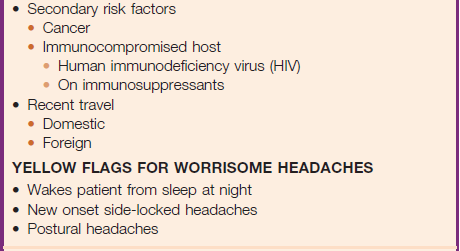 • Secondary risk factors
• Cancer
• Immunocompromised host
• Human immunodeficiency virus (HIV)
• On immunosuppressants
• Recent travel
• Domestic
• Foreign
YELLOW FLAGS FOR WORRISOME HEADACHES
• Wakes patient from sleep at night
• New onset side-locked headaches
• Postural headaches